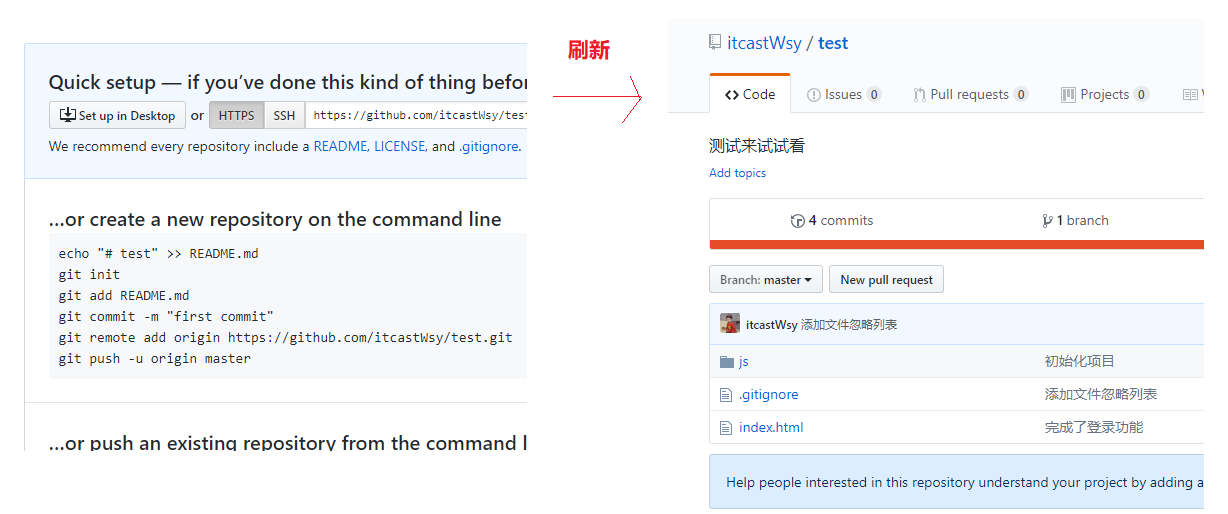 Quick setup — if you've done this kind of thing
Set up in Desktop or HTTPS SSH https://github.com/itcastWsy/
We recommend every repository include a README, LICENSE, and .gitignore.
...or create a new repository on the command line
echo "# test" >> README.md
git init
git add README.md
git commit -m "first commit"
git remote add origin https://github.com/itcastWsy/test.git
git push -u origin master
...or push an existing repository from the command
刷新
itcastWsy / test
Code Issues 0 Pull requests 0 Projects 0
测试来试试看
Add topics
4 commits 1 branch
Branch: master New pull request
itcastWsy 添加文件忽略列表
js 初始化项目
.gitignore 添加文件忽略列表
index.html 完成了登录功能
Help people interested in this repository understand your project by adding a